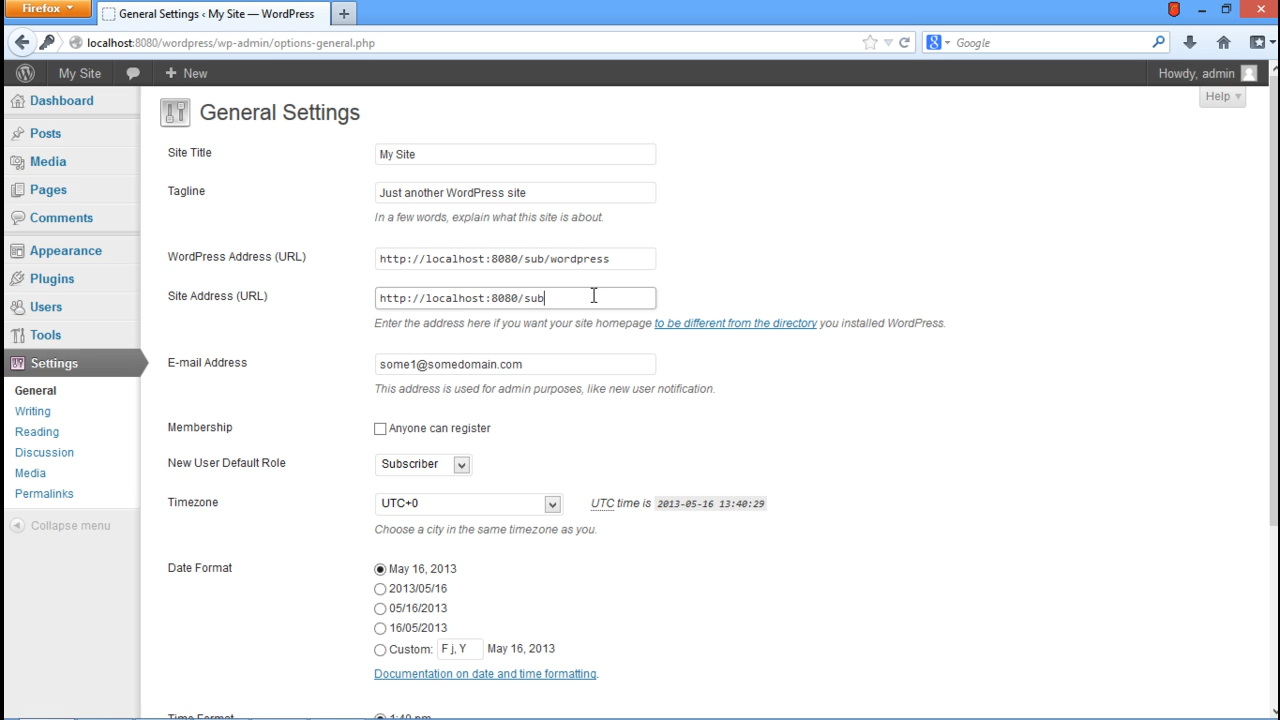 Firefox
General Settings ‹ My Site — WordPress
localhost:8080/wordpress/wp-admin/options-general.php
Google
My Site
New
Howdy, admin
Help
Dashboard
Posts
Media
Pages
Comments
Appearance
Plugins
Users
Tools
Settings
General
Writing
Reading
Discussion
Media
Permalinks
Collapse menu
General Settings
Site Title
My Site
Tagline
Just another WordPress site
In a few words, explain what this site is about.
WordPress Address (URL)
http://localhost:8080/sub/wordpress
Site Address (URL)
http://localhost:8080/sub
Enter the address here if you want your site homepage to be different from the directory you installed WordPress.
E-mail Address
some1@somedomain.com
This address is used for admin purposes, like new user notification.
Membership
Anyone can register
New User Default Role
Subscriber
Timezone
UTC+0
UTC time is 2013-05-16 13:40:29
Choose a city in the same timezone as you.
Date Format
May 16, 2013
2013/05/16
05/16/2013
16/05/2013
Custom: F j, Y May 16, 2013
Documentation on date and time formatting.
Time Format
1:40 pm